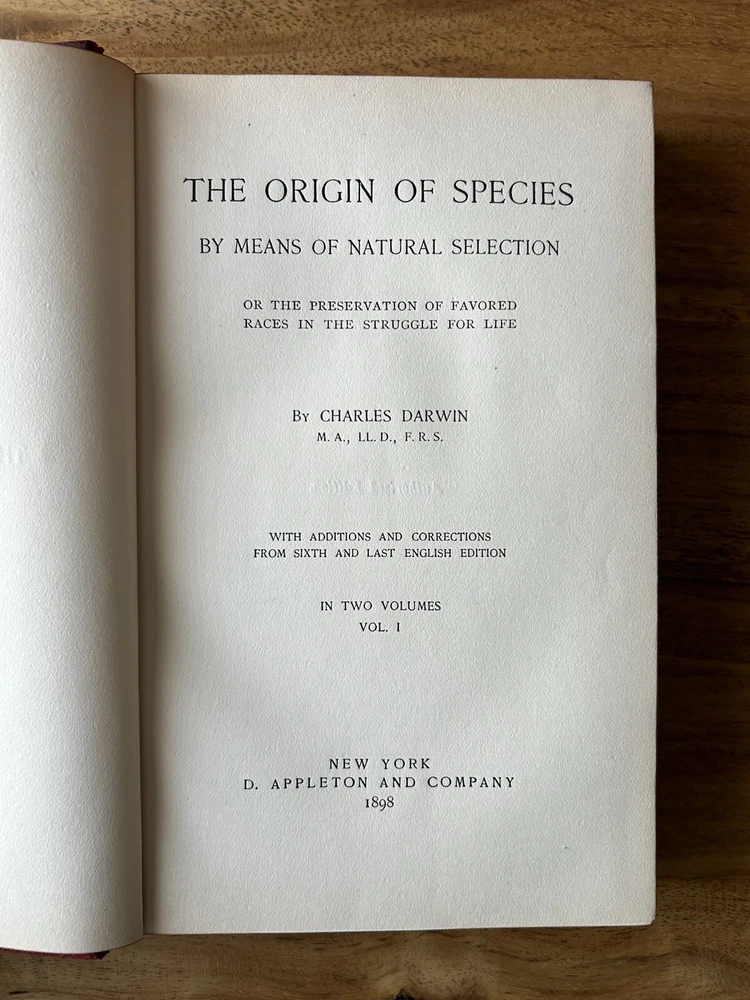 THE ORIGIN OF SPECIES
BY MEANS OF NATURAL SELECTION
OR THE PRESERVATION OF FAVORED
RACES IN THE STRUGGLE FOR LIFE
BY CHARLES DARWIN
M. A., LL. D., F. R. S.
WITH ADDITIONS AND CORRECTIONS
FROM SIXTH AND LAST ENGLISH EDITION
IN TWO VOLUMES
VOL. I
NEW YORK
D. APPLETON AND COMPANY
1898